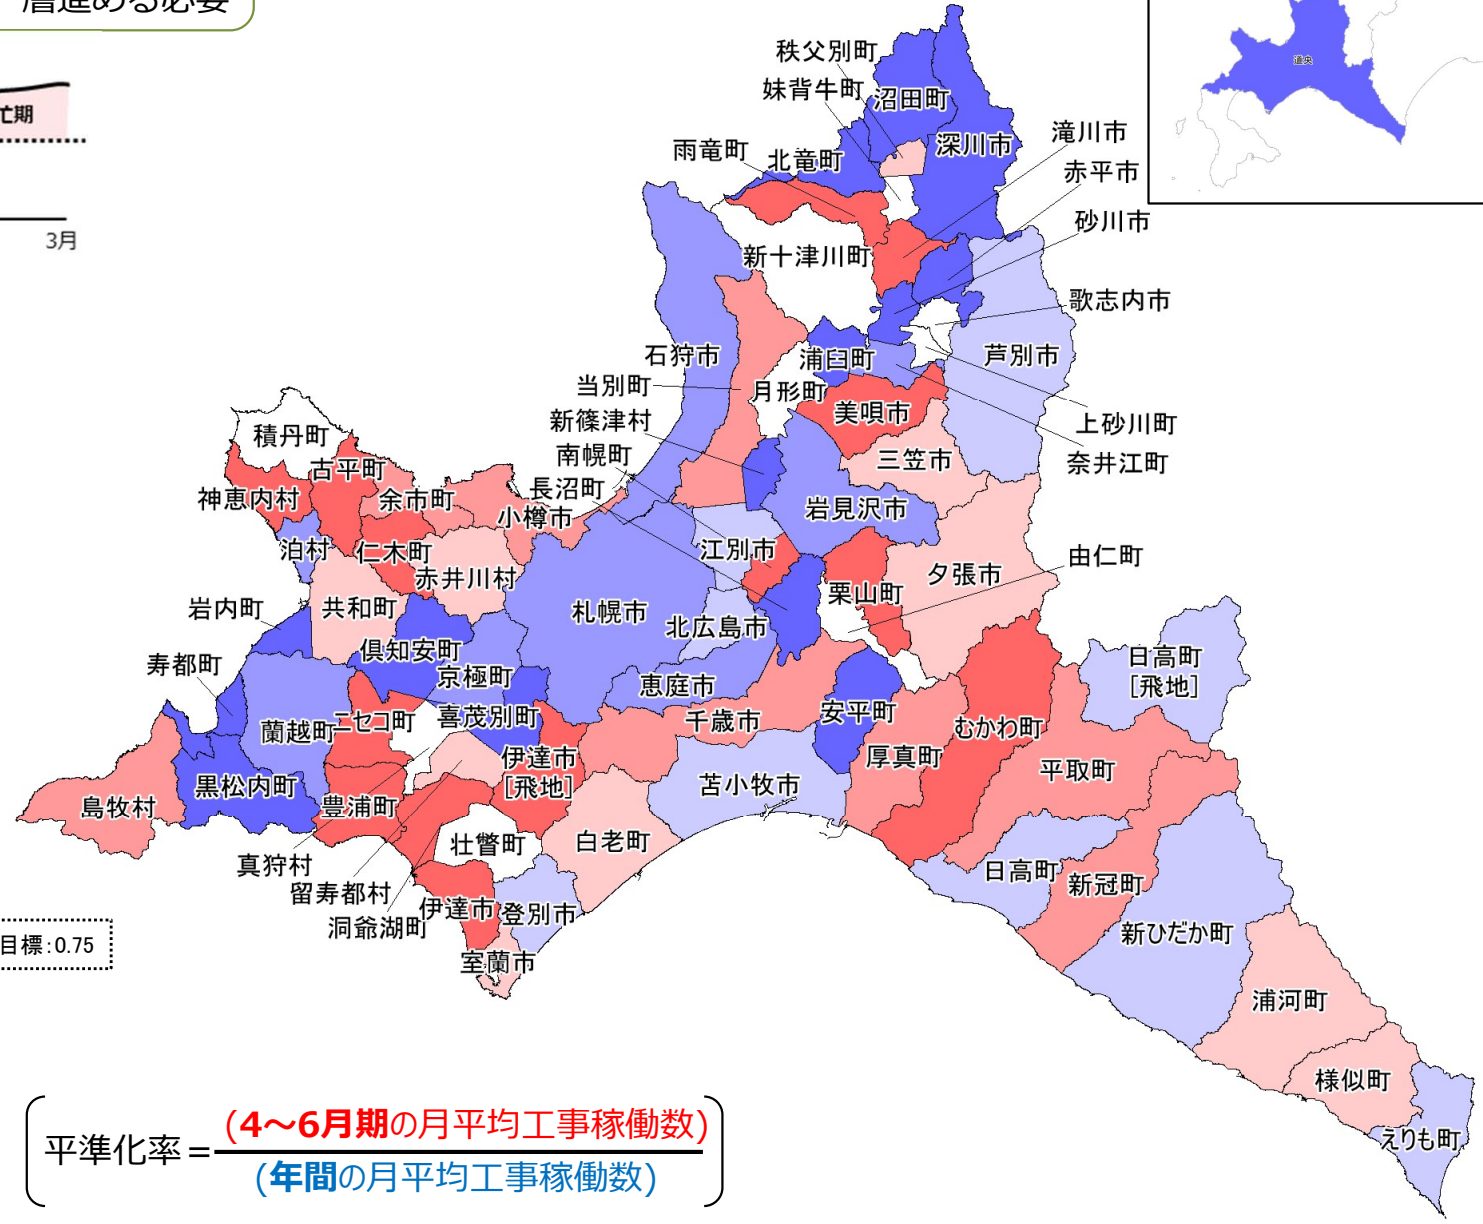 層進める必要
忙期
3月
道央
秩父別町
妹背牛町
沼田町
深川市
滝川市
雨竜町
北竜町
赤平市
砂川市
新十津川町
歌志内市
石狩市
浦臼町
芦別市
当別町
月形町
美唄市
上砂川町
新篠津村
積丹町
南幌町
三笠市
奈井江町
古平町
長沼町
神恵内村
余市町
小樽市
岩見沢市
泊村
仁木町
江別市
由仁町
赤井川村
夕張市
栗山町
岩内町
共和町
札幌市
北広島市
倶知安町
寿都町
京極町
恵庭市
日高町
[飛地]
蘭越町
ニセコ町
喜茂別町
千歳市
安平町
むかわ町
伊達市
[飛地]
厚真町
平取町
黒松内町
苫小牧市
島牧村
豊浦町
壮瞥町
白老町
真狩村
日高町
留寿都村
新冠町
洞爺湖町
伊達市
登別市
新ひだか町
目標:0.75
室蘭市
浦河町
様似町
えりも町
平準化率=
(4～6月期の月平均工事稼働数)
(年間の月平均工事稼働数)